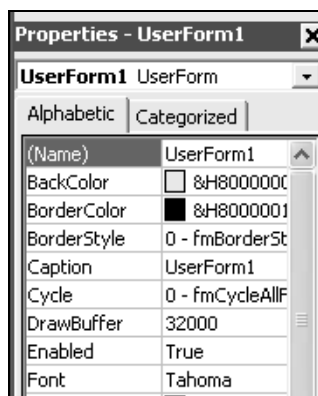 Properties - UserForm1
UserForm1 UserForm
Alphabetic Categorized
(Name) UserForm1
BackColor &H8000000
BorderColor &H8000001
BorderStyle 0 - fmBorderSt
Caption UserForm1
Cycle 0 - fmCycleAllF
DrawBuffer 32000
Enabled True
Font Tahoma